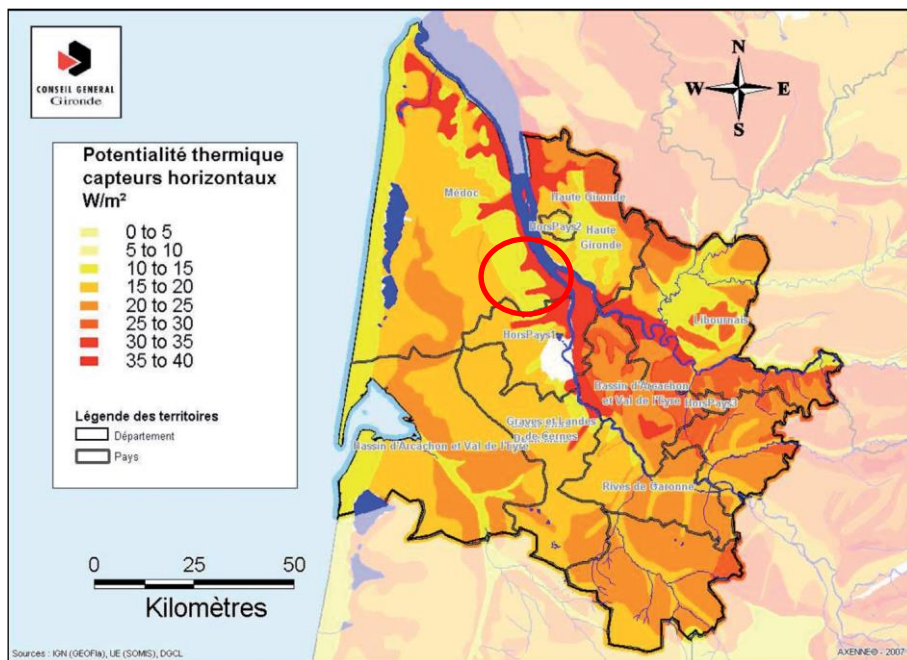 CONSEIL GENERAL
Gironde
N
W E
S
Potentialité thermique
capteurs horizontaux
W/m²
0 to 5
5 to 10
10 to 15
15 to 20
20 to 25
25 to 30
30 to 35
35 to 40
Légende des territoires
Département
Pays
Médoc
Haute Gironde
HorsPays2
Haute
Gironde
Libournais
HorsPays1
Bassin d'Arcachon
et Val de l'Eyre
HorsPays3
Graves et Landes
de Cernes
Bassin d'Arcachon et Val de l'Eyre
Rives de Garonne
0 25 50
Kilomètres
Sources : IGN (GEOFla), UE (SOMIS), DGCL
AXENNE© - 2007